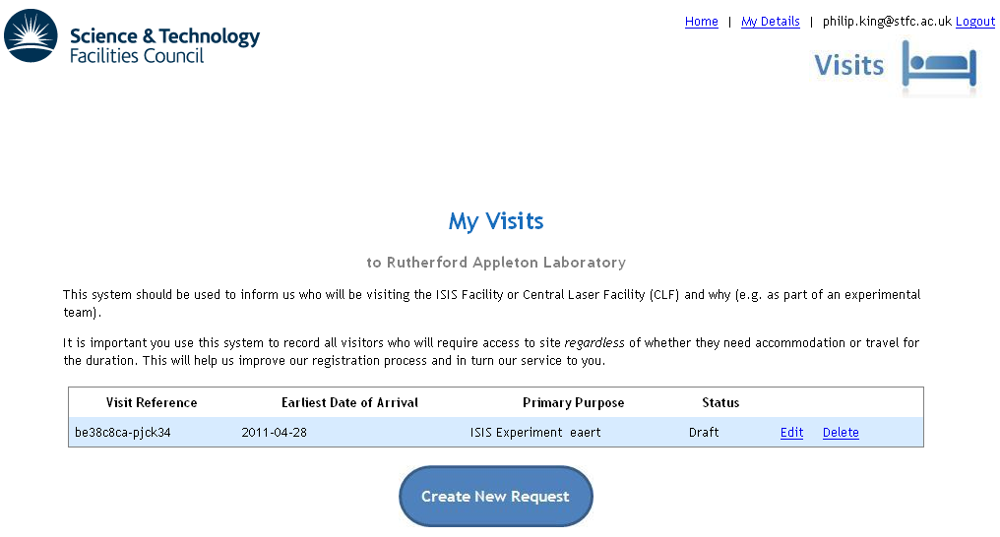 Science & Technology
Facilities Council
Home | My Details | philip.king@stfc.ac.uk Logout
Visits
My Visits
to Rutherford Appleton Laboratory
This system should be used to inform us who will be visiting the ISIS Facility or Central Laser Facility (CLF) and why (e.g. as part of an experimental
team).
It is important you use this system to record all visitors who will require access to site regardless of whether they need accommodation or travel for
the duration. This will help us improve our registration process and in turn our service to you.
Visit Reference Earliest Date of Arrival Primary Purpose Status
be38c8ca-pjck34 2011-04-28 ISIS Experiment eaert Draft Edit Delete
Create New Request